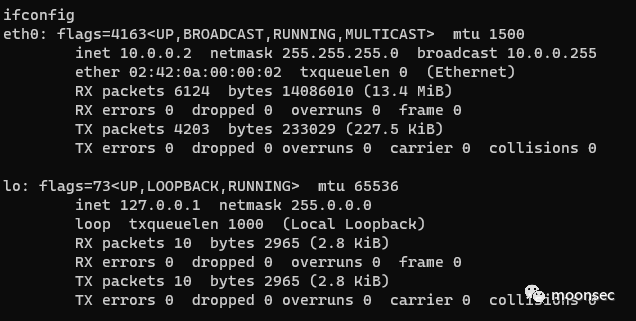 ifconfig
eth0: flags=4163<UP,BROADCAST,RUNNING,MULTICAST>  mtu 1500
        inet 10.0.0.2  netmask 255.255.255.0  broadcast 10.0.0.255
        ether 02:42:0a:00:00:02  txqueuelen 0  (Ethernet)
        RX packets 6124  bytes 14086010 (13.4 MiB)
        RX errors 0  dropped 0  overruns 0  frame 0
        TX packets 4203  bytes 233029 (227.5 KiB)
        TX errors 0  dropped 0 overruns 0  carrier 0  collisions 0

lo: flags=73<UP,LOOPBACK,RUNNING>  mtu 65536
        inet 127.0.0.1  netmask 255.0.0.0
        loop  txqueuelen 1000  (Local Loopback)
        RX packets 10  bytes 2965 (2.8 KiB)
        RX errors 0  dropped 0  overruns 0  frame 0
        TX packets 10  bytes 2965 (2.8 KiB)
        TX errors 0  dropped 0 overruns 0  carrier 0  collisions 0
moonsec